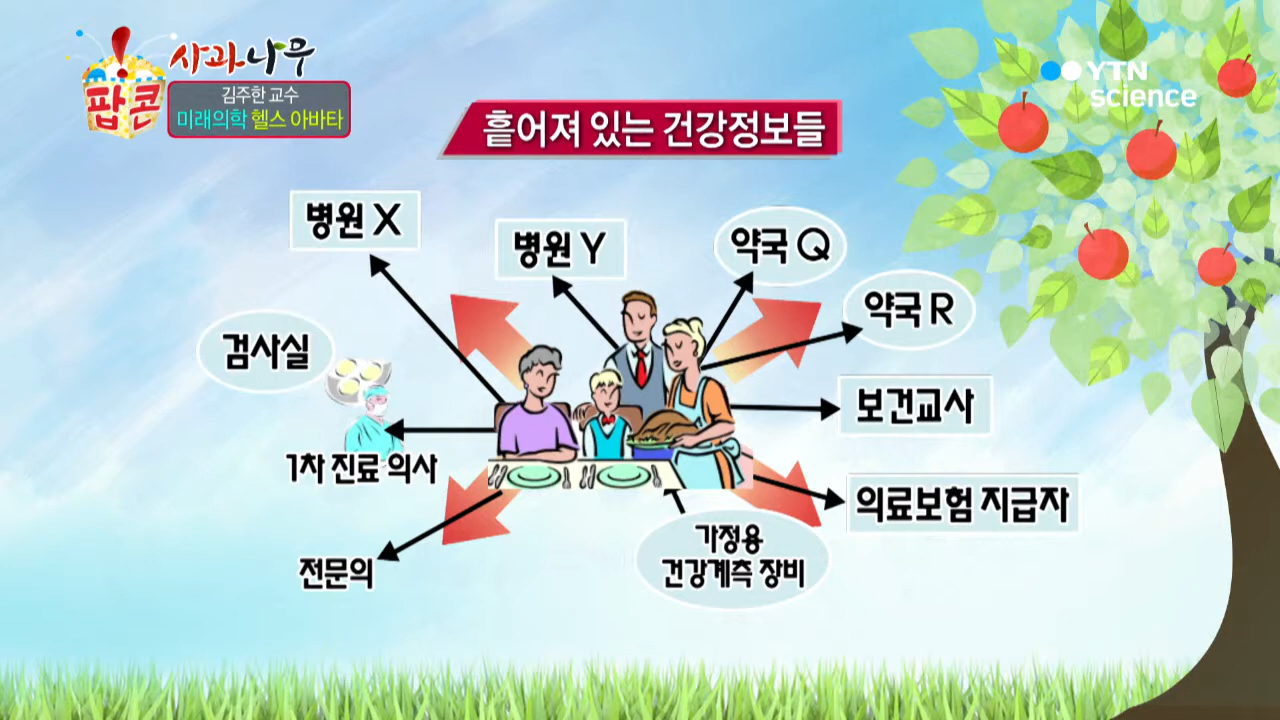 사과나무
팝콘
김주한 교수
미래의학 헬스 아바타
YTN
science
흩어져 있는 건강정보들
병원 X
병원 Y
약국 Q
약국 R
검사실
보건교사
1차 진료 의사
의료보험 지급자
전문의
가정용
건강계측 장비